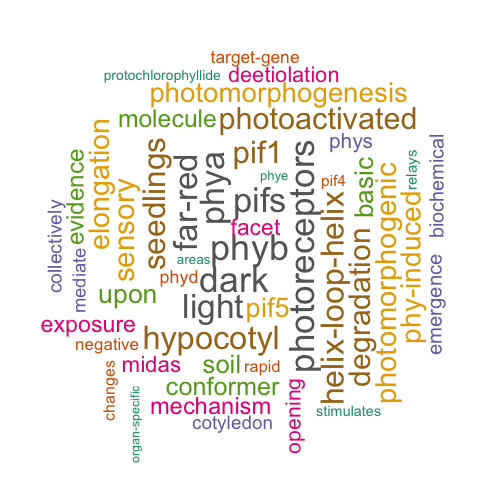 target-gene
protochlorophyllide
deetiolation
photomorphogenesis
molecule
photoactivated
phys
pif1
evidence
elongation
sensory
seedlings
far-red
phya
phye
pifs
photoreceptors
pif4
helix-loop-helix
basic
degradation
photomorphogenic
relays
phy-induced
biochemical
collectively
mediate
facet
phyb
areas
phyd
dark
upon
light
pif5
emergence
exposure
negative
hypocotyl
midas
soil
rapid
conformer
mechanism
opening
stimulates
cotyledon
changes
organ-specific